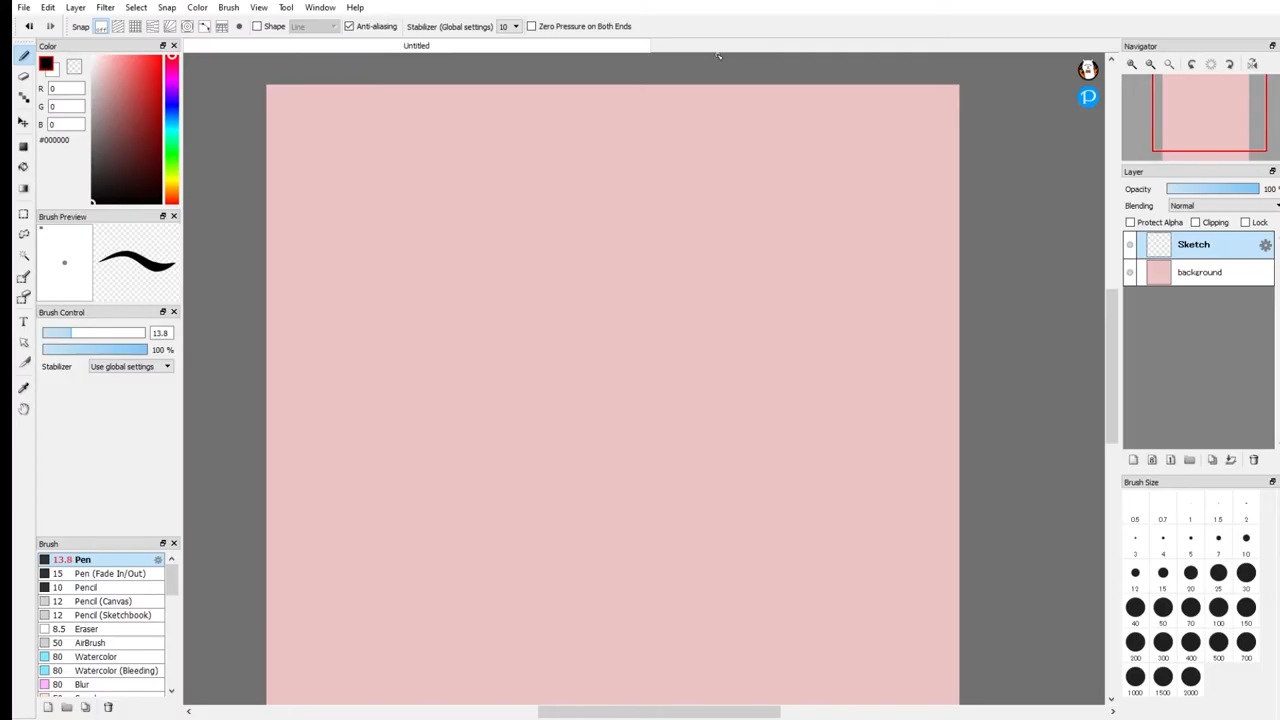 File Edit Layer Filter Select Snap Color Brush View Tool Window Help
Snap off Shape Line Anti-aliasing Stabilizer (Global settings) 10 Zero Pressure on Both Ends
Color
Untitled
Navigator
R 0
G 0
B 0
#000000
Layer
Opacity 100 %
Blending Normal
Protect Alpha Clipping Lock
Sketch
background
Brush Preview
Brush Control
13.8
100 %
Stabilizer Use global settings
Brush Size
0.5 0.7 1 1.5 2
3 4 5 7 10
12 15 20 25 30
40 50 70 100 150
200 300 400 500 700
1000 1500 2000
Brush
13.8 Pen
15 Pen (Fade In/Out)
10 Pencil
12 Pencil (Canvas)
12 Pencil (Sketchbook)
8.5 Eraser
50 AirBrush
80 Watercolor
80 Watercolor (Bleeding)
80 Blur